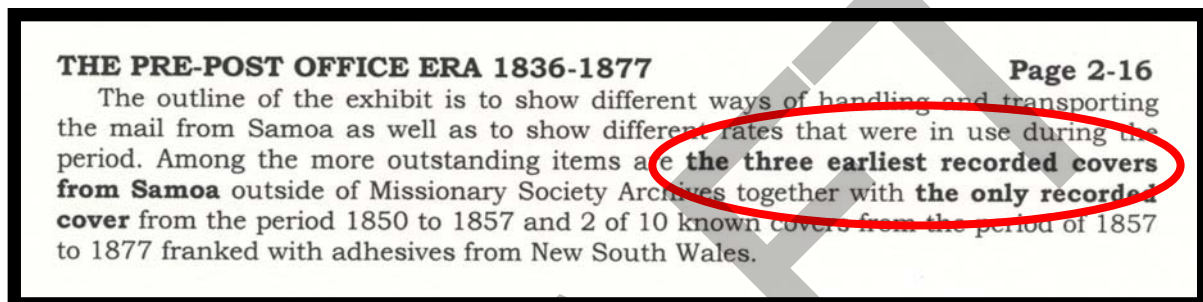 THE PRE-POST OFFICE ERA 1836-1877 Page 2-16
The outline of the exhibit is to show different ways of handling and transporting
the mail from Samoa as well as to show different rates that were in use during the
period. Among the more outstanding items are the three earliest recorded covers
from Samoa outside of Missionary Society Archives together with the only recorded
cover from the period 1850 to 1857 and 2 of 10 known covers from the period of 1857
to 1877 franked with adhesives from New South Wales.